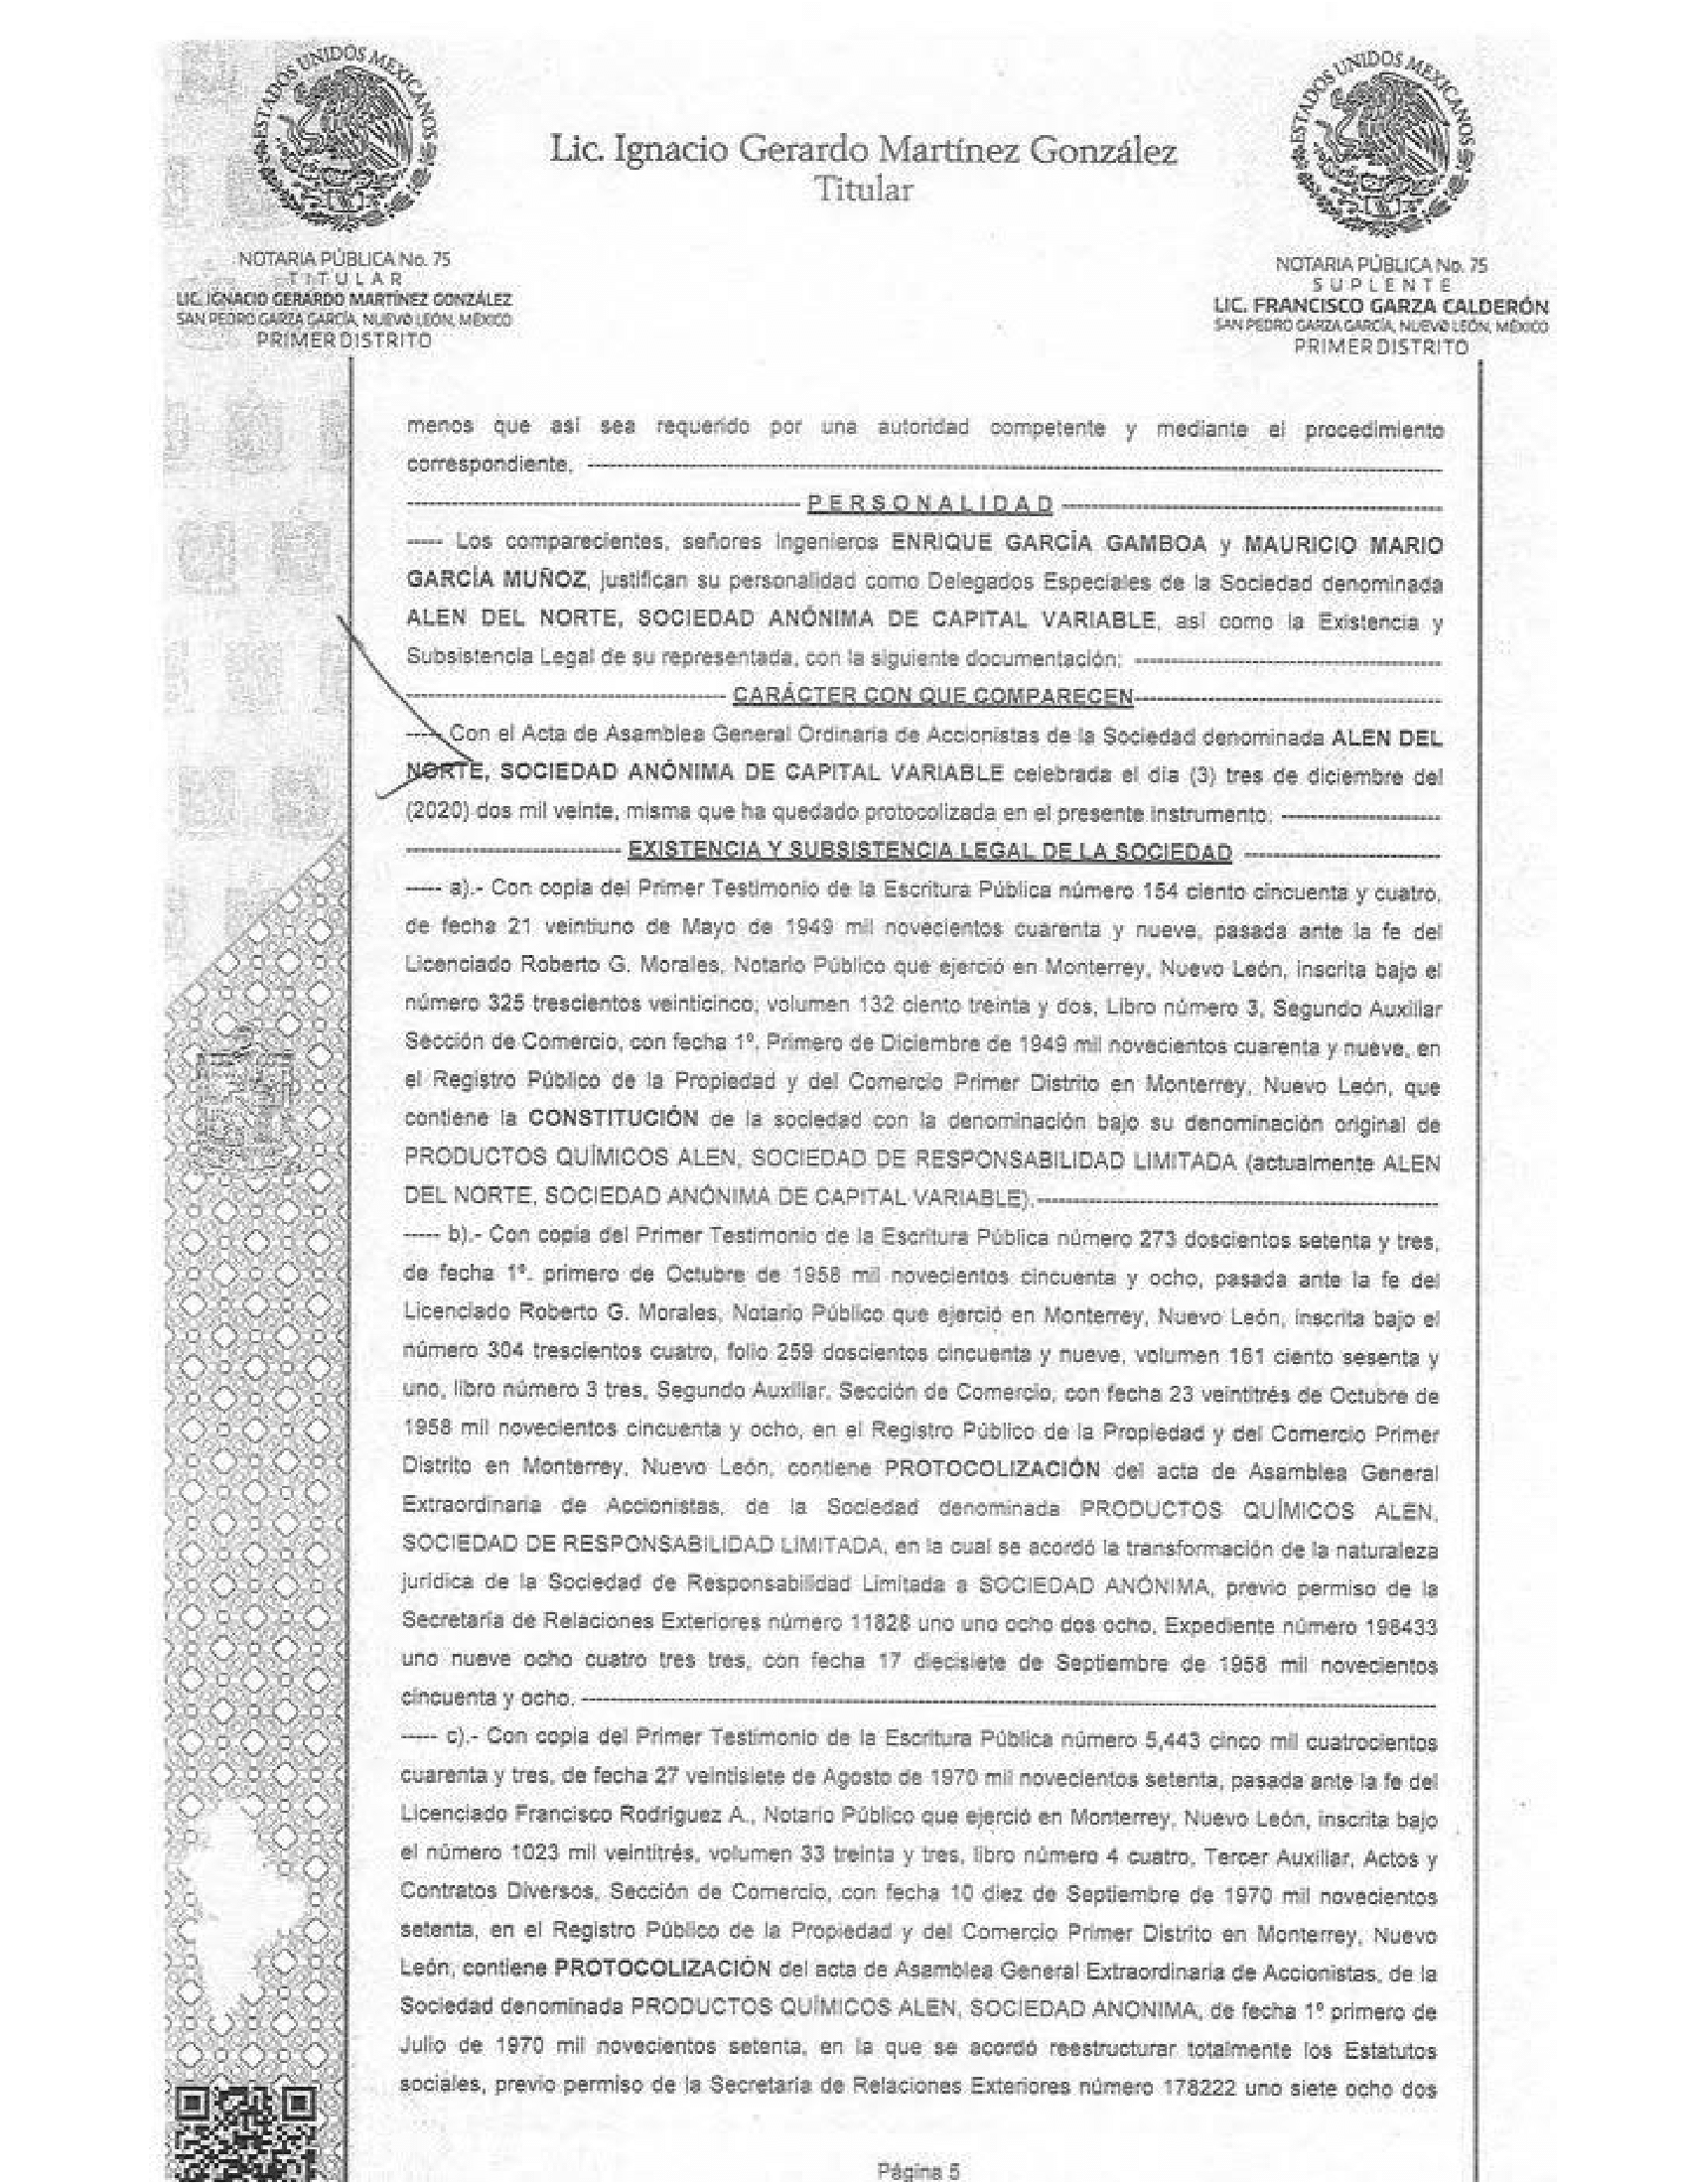 ESTADOS UNIDOS MEXICANOS
ESTADOS UNIDOS MEXICANOS
Lic. Ignacio Gerardo Martínez González
Titular
NOTARIA PÚBLICA No. 75
TITULAR
LIC. IGNACIO GERARDO MARTÍNEZ GONZÁLEZ
SAN PEDRO GARZA GARCÍA, NUEVO LEÓN, MÉXICO
PRIMER DISTRITO
NOTARIA PÚBLICA No. 75
SUPLENTE
LIC. FRANCISCO GARZA CALDERÓN
SAN PEDRO GARZA GARCÍA, NUEVO LEÓN, MÉXICO
PRIMER DISTRITO
menos que así sea requerido por una autoridad competente y mediante el procedimiento
correspondiente. ----------
---------- PERSONALIDAD ----------
----- Los comparecientes, señores Ingenieros ENRIQUE GARCÍA GAMBOA y MAURICIO MARIO
GARCÍA MUÑOZ, justifican su personalidad como Delegados Especiales de la Sociedad denominada
ALEN DEL NORTE, SOCIEDAD ANÓNIMA DE CAPITAL VARIABLE, así como la Existencia y
Subsistencia Legal de su representada, con la siguiente documentación: ----------
---------- CARÁCTER CON QUE COMPARECEN----------
----- Con el Acta de Asamblea General Ordinaria de Accionistas de la Sociedad denominada ALEN DEL
NORTE, SOCIEDAD ANÓNIMA DE CAPITAL VARIABLE celebrada el día (3) tres de diciembre del
(2020) dos mil veinte, misma que ha quedado protocolizada en el presente instrumento. ----------
---------- EXISTENCIA Y SUBSISTENCIA LEGAL DE LA SOCIEDAD ----------
----- a).- Con copia del Primer Testimonio de la Escritura Pública número 154 ciento cincuenta y cuatro,
de fecha 21 veintiuno de Mayo de 1949 mil novecientos cuarenta y nueve, pasada ante la fe del
Licenciado Roberto G. Morales, Notario Público que ejerció en Monterrey, Nuevo León, inscrita bajo el
número 325 trescientos veinticinco, volumen 132 ciento treinta y dos, Libro número 3, Segundo Auxiliar
Sección de Comercio, con fecha 1º. Primero de Diciembre de 1949 mil novecientos cuarenta y nueve, en
el Registro Público de la Propiedad y del Comercio Primer Distrito en Monterrey, Nuevo León, que
contiene la CONSTITUCIÓN de la sociedad con la denominación bajo su denominación original de
PRODUCTOS QUÍMICOS ALEN, SOCIEDAD DE RESPONSABILIDAD LIMITADA (actualmente ALEN
DEL NORTE, SOCIEDAD ANÓNIMA DE CAPITAL VARIABLE).----------
----- b).- Con copia del Primer Testimonio de la Escritura Pública número 273 doscientos setenta y tres,
de fecha 1º. primero de Octubre de 1958 mil novecientos cincuenta y ocho, pasada ante la fe del
Licenciado Roberto G. Morales, Notario Público que ejerció en Monterrey, Nuevo León, inscrita bajo el
número 304 trescientos cuatro, folio 259 doscientos cincuenta y nueve, volumen 161 ciento sesenta y
uno, libro número 3 tres, Segundo Auxiliar, Sección de Comercio, con fecha 23 veintitrés de Octubre de
1958 mil novecientos cincuenta y ocho, en el Registro Público de la Propiedad y del Comercio Primer
Distrito en Monterrey, Nuevo León, contiene PROTOCOLIZACIÓN del acta de Asamblea General
Extraordinaria de Accionistas, de la Sociedad denominada PRODUCTOS QUÍMICOS ALEN,
SOCIEDAD DE RESPONSABILIDAD LIMITADA, en la cual se acordó la transformación de la naturaleza
jurídica de la Sociedad de Responsabilidad Limitada a SOCIEDAD ANÓNIMA, previo permiso de la
Secretaría de Relaciones Exteriores número 11828 uno uno ocho dos ocho, Expediente número 198433
uno nueve ocho cuatro tres tres, con fecha 17 diecisiete de Septiembre de 1958 mil novecientos
cincuenta y ocho. ----------
----- c).- Con copia del Primer Testimonio de la Escritura Pública número 5,443 cinco mil cuatrocientos
cuarenta y tres, de fecha 27 veintisiete de Agosto de 1970 mil novecientos setenta, pasada ante la fe del
Licenciado Francisco Rodríguez A., Notario Público que ejerció en Monterrey, Nuevo León, inscrita bajo
el número 1023 mil veintitrés, volumen 33 treinta y tres, libro número 4 cuatro, Tercer Auxiliar, Actos y
Contratos Diversos, Sección de Comercio, con fecha 10 diez de Septiembre de 1970 mil novecientos
setenta, en el Registro Público de la Propiedad y del Comercio Primer Distrito en Monterrey, Nuevo
León, contiene PROTOCOLIZACIÓN del acta de Asamblea General Extraordinaria de Accionistas, de la
Sociedad denominada PRODUCTOS QUÍMICOS ALEN, SOCIEDAD ANONIMA, de fecha 1º primero de
Julio de 1970 mil novecientos setenta, en la que se acordó reestructurar totalmente los Estatutos
sociales, previo permiso de la Secretaría de Relaciones Exteriores número 178222 uno siete ocho dos
Página 5